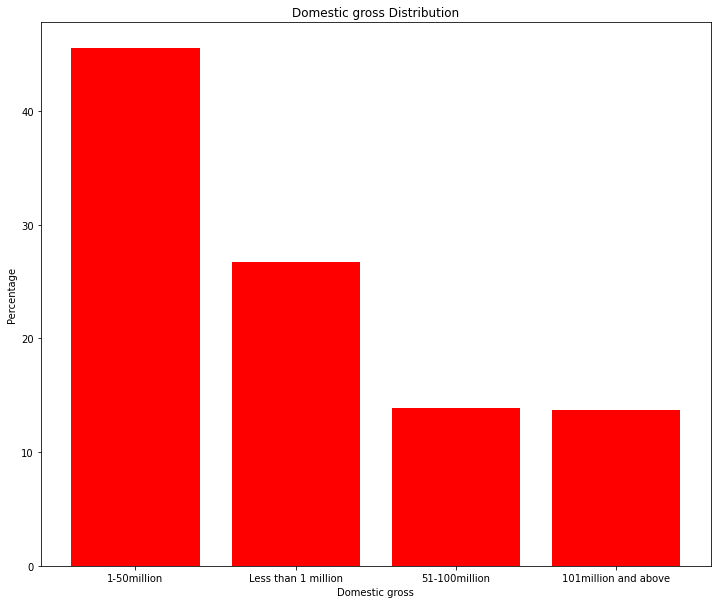 Domestic gross Distribution
Percentage
40
30
20
10
0
1-50million
Less than 1 million
51-100million
101million and above
Domestic gross